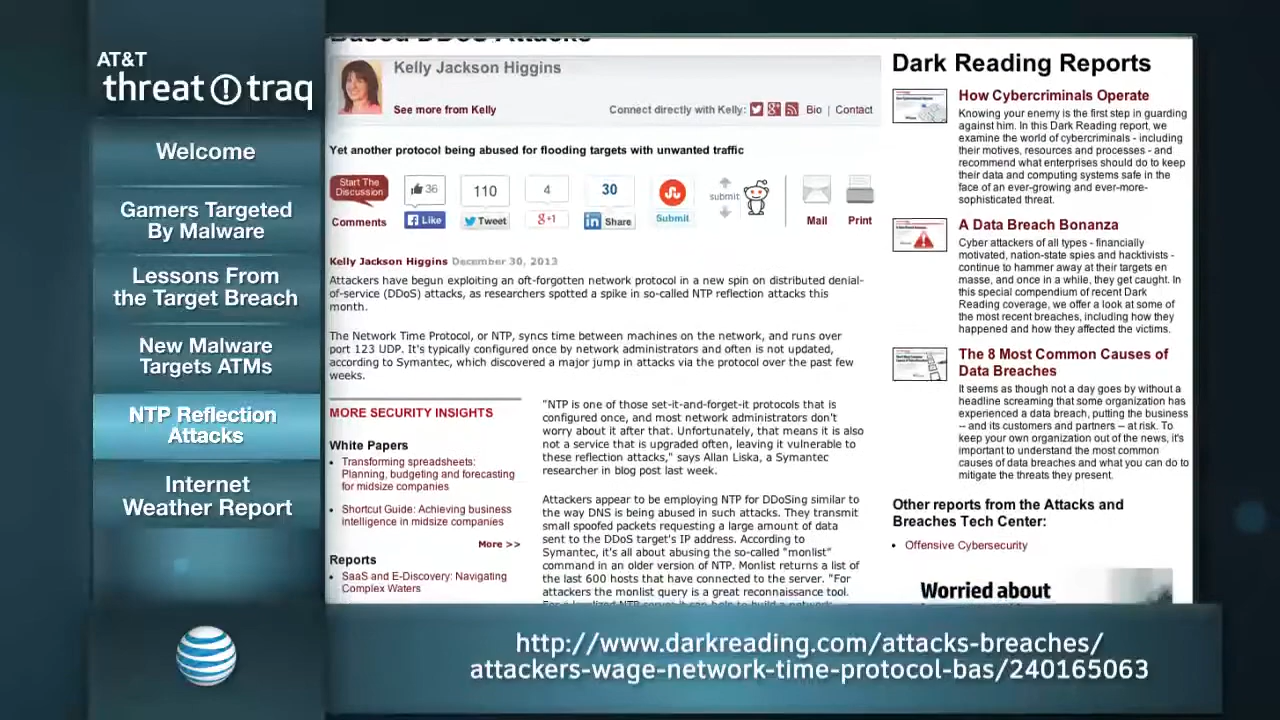 AT&T
threat traq
Welcome
Gamers Targeted
By Malware
Lessons From
the Target Breach
New Malware
Targets ATMs
NTP Reflection
Attacks
Internet
Weather Report
Based DDoS Attacks
Kelly Jackson Higgins
See more from Kelly
Connect directly with Kelly: Bio | Contact
Yet another protocol being abused for flooding targets with unwanted traffic
Start The
Discussion
Comments
36
Like
110
Tweet
4
g+1
30
in Share
Submit
submit
Mail
Print
Kelly Jackson Higgins December 30, 2013
Attackers have begun exploiting an oft-forgotten network protocol in a new spin on distributed denial-
of-service (DDoS) attacks, as researchers spotted a spike in so-called NTP reflection attacks this
month.
The Network Time Protocol, or NTP, syncs time between machines on the network, and runs over
port 123 UDP. It's typically configured once by network administrators and often is not updated,
according to Symantec, which discovered a major jump in attacks via the protocol over the past few
weeks.
MORE SECURITY INSIGHTS
White Papers
• Transforming spreadsheets:
Planning, budgeting and forecasting
for midsize companies
• Shortcut Guide: Achieving business
intelligence in midsize companies
More >>
Reports
• SaaS and E-Discovery: Navigating
Complex Waters
"NTP is one of those set-it-and-forget-it protocols that is
configured once, and most network administrators don't
worry about it after that. Unfortunately, that means it is also
not a service that is upgraded often, leaving it vulnerable to
these reflection attacks," says Allan Liska, a Symantec
researcher in blog post last week.
Attackers appear to be employing NTP for DDoSing similar to
the way DNS is being abused in such attacks. They transmit
small spoofed packets requesting a large amount of data
sent to the DDoS target's IP address. According to
Symantec, it's all about abusing the so-called "monlist"
command in an older version of NTP. Monlist returns a list of
the last 600 hosts that have connected to the server. "For
attackers the monlist query is a great reconnaissance tool.
Dark Reading Reports
How Cybercriminals Operate
Knowing your enemy is the first step in guarding
against him. In this Dark Reading report, we
examine the world of cybercriminals - including
their motives, resources and processes - and
recommend what enterprises should do to keep
their data and computing systems safe in the
face of an ever-growing and ever-more-
sophisticated threat.
A Data Breach Bonanza
Cyber attackers of all types - financially
motivated, nation-state spies and hacktivists -
continue to hammer away at their targets en
masse, and once in a while, they get caught. In
this special compendium of recent Dark
Reading coverage, we offer a look at some of
the most recent breaches, including how they
happened and how they affected the victims.
The 8 Most Common Causes of
Data Breaches
It seems as though not a day goes by without a
headline screaming that some organization has
experienced a data breach, putting the business
-- and its customers and partners -- at risk. To
keep your own organization out of the news, it's
important to understand the most common
causes of data breaches and what you can do to
mitigate the threats they present.
Other reports from the Attacks and
Breaches Tech Center:
• Offensive Cybersecurity
Worried about
http://www.darkreading.com/attacks-breaches/
attackers-wage-network-time-protocol-bas/240165063